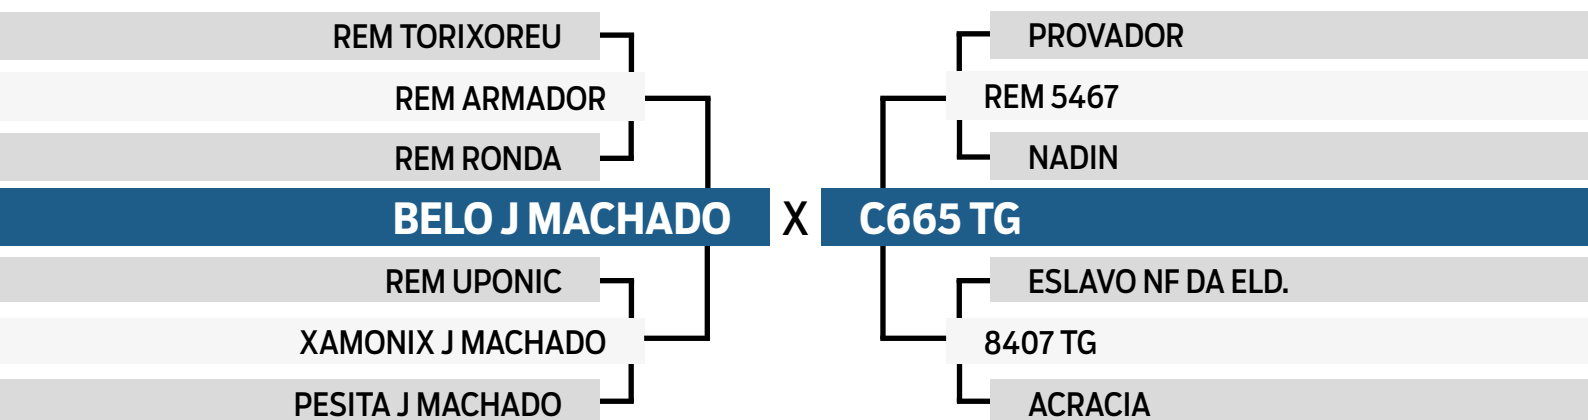 REM TORIXOREU
REM ARMADOR
REM RONDA
BELO J MACHADO
REM UPONIC
XAMONIX J MACHADO
PESITA J MACHADO
X
PROVADOR
REM 5467
NADIN
C665 TG
ESLAVO NF DA ELD.
8407 TG
ACRACIA